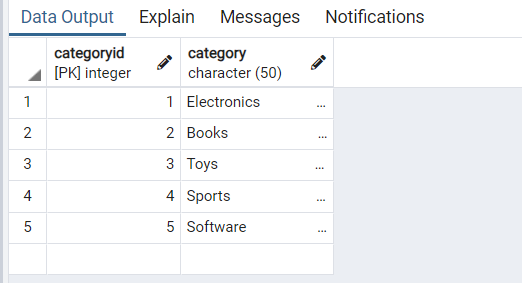 Data Output Explain Messages Notifications
categoryid category
[PK] integer character (50)
1 1 Electronics ...
2 2 Books ...
3 3 Toys ...
4 4 Sports ...
5 5 Software ...